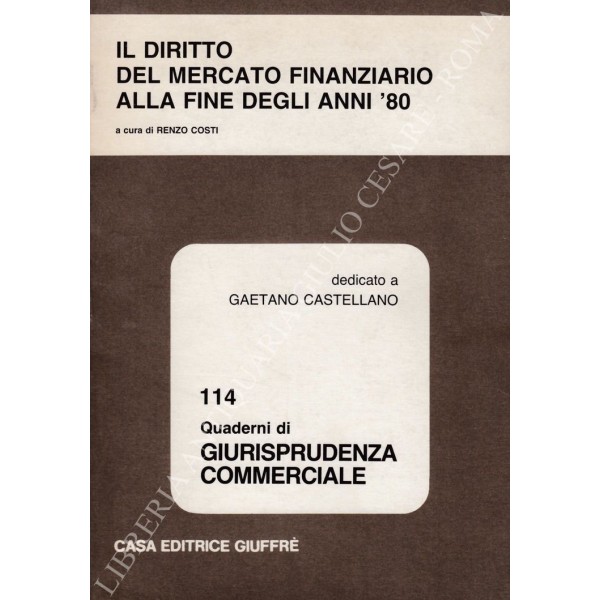 IL DIRITTO
DEL MERCATO FINANZIARIO
ALLA FINE DEGLI ANNI '80
a cura di RENZO COSTI
dedicato a
GAETANO CASTELLANO
114
Quaderni di
GIURISPRUDENZA
COMMERCIALE
CASA EDITRICE GIUFFRÈ
LIBRERIA ANTIQUARIA GIULIO CESARE - ROMA